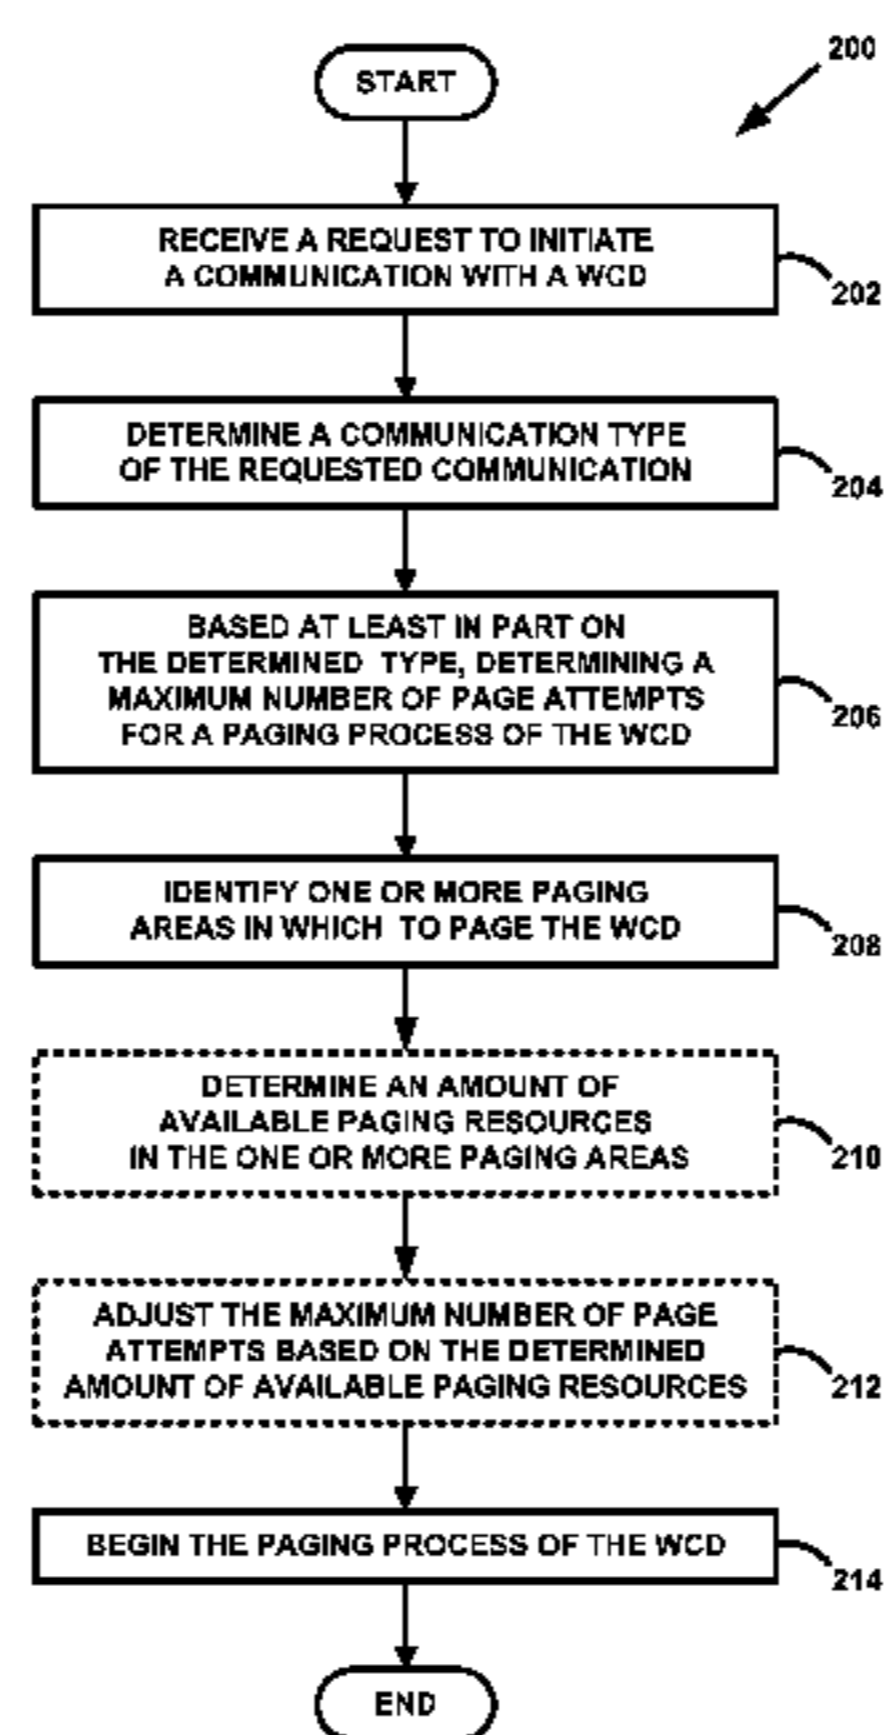 200
START
RECEIVE A REQUEST TO INITIATE
A COMMUNICATION WITH A WCD
202
DETERMINE A COMMUNICATION TYPE
OF THE REQUESTED COMMUNICATION
204
BASED AT LEAST IN PART ON
THE DETERMINED TYPE, DETERMINING A
MAXIMUM NUMBER OF PAGE ATTEMPTS
FOR A PAGING PROCESS OF THE WCD
206
IDENTIFY ONE OR MORE PAGING
AREAS IN WHICH TO PAGE THE WCD
208
DETERMINE AN AMOUNT OF
AVAILABLE PAGING RESOURCES
IN THE ONE OR MORE PAGING AREAS
210
ADJUST THE MAXIMUM NUMBER OF PAGE
ATTEMPTS BASED ON THE DETERMINED
AMOUNT OF AVAILABLE PAGING RESOURCES
212
BEGIN THE PAGING PROCESS OF THE WCD
214
END